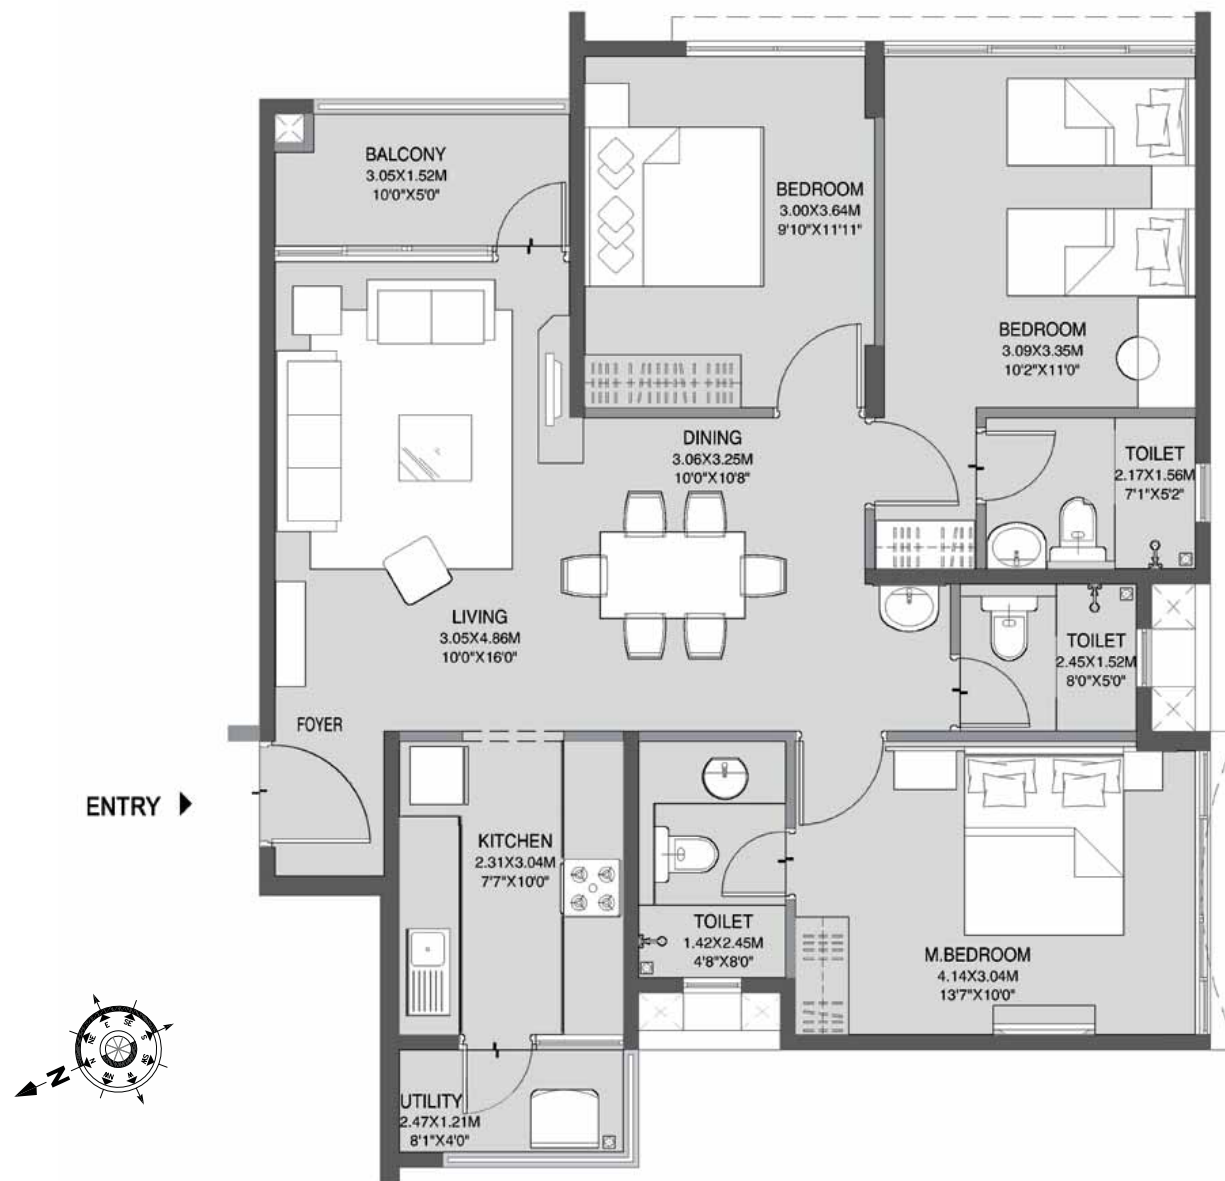 BALCONY
3.05X1.52M
10'0"X5'0"
BEDROOM
3.00X3.64M
9'10"X11'11"
BEDROOM
3.09X3.35M
10'2"X11'0"
DINING
3.06X3.25M
10'0"X10'8"
TOILET
2.17X1.56M
7'1"X5'2"
LIVING
3.05X4.86M
10'0"X16'0"
TOILET
2.45X1.52M
8'0"X5'0"
FOYER
ENTRY
KITCHEN
2.31X3.04M
7'7"X10'0"
TOILET
1.42X2.45M
4'8"X8'0"
M.BEDROOM
4.14X3.04M
13'7"X10'0"
UTILITY
2.47X1.21M
8'1"X4'0"
N
E
SE
S
SW
W
NW
N
NE